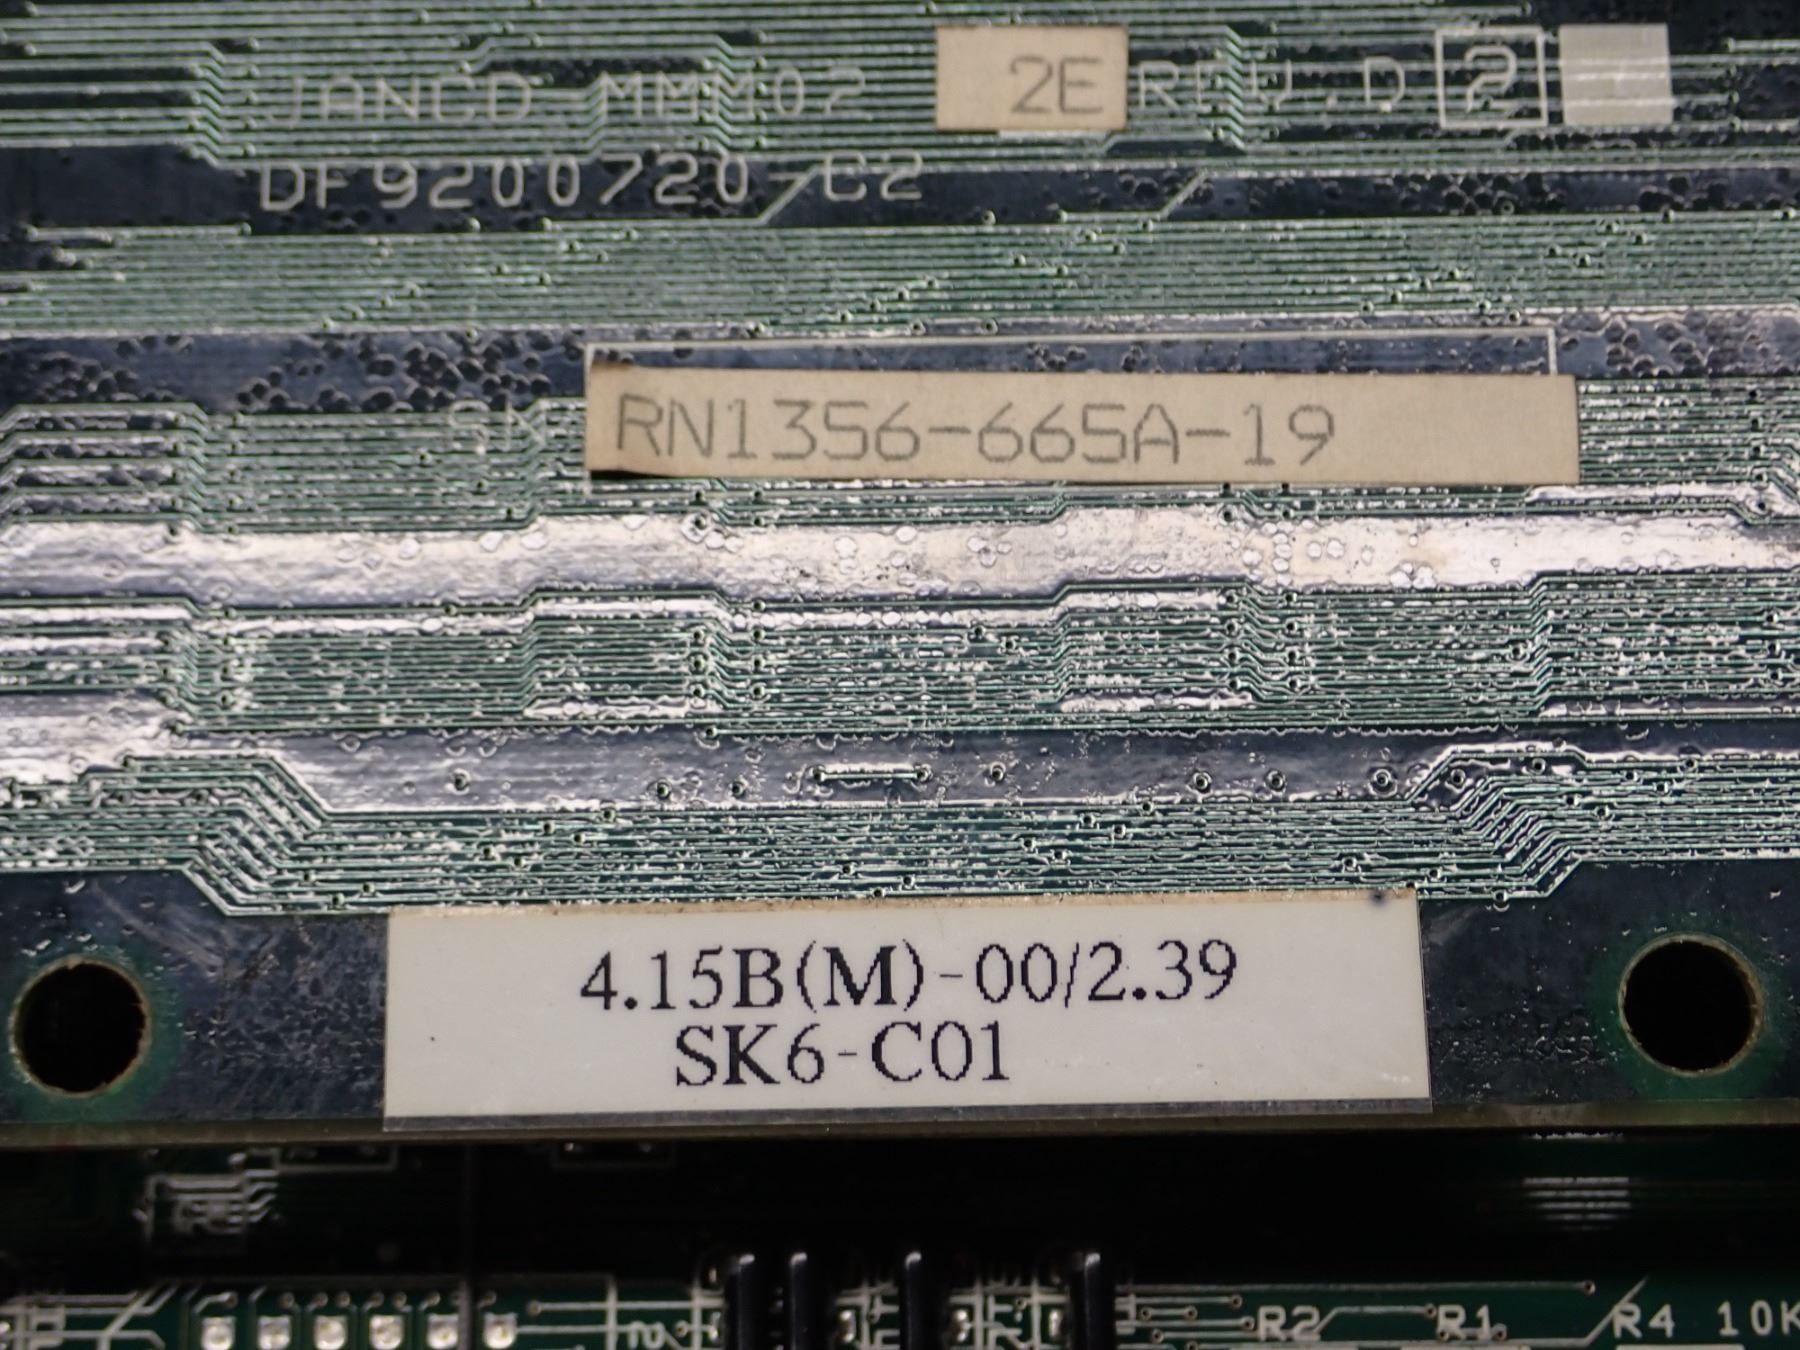 JANCD-MMM02 2E REV.D 2
DF9200720-C2
SN RN1356-665A-19
4.15B(M)-00/2.39
SK6-C01
R2 R1 R4 10K